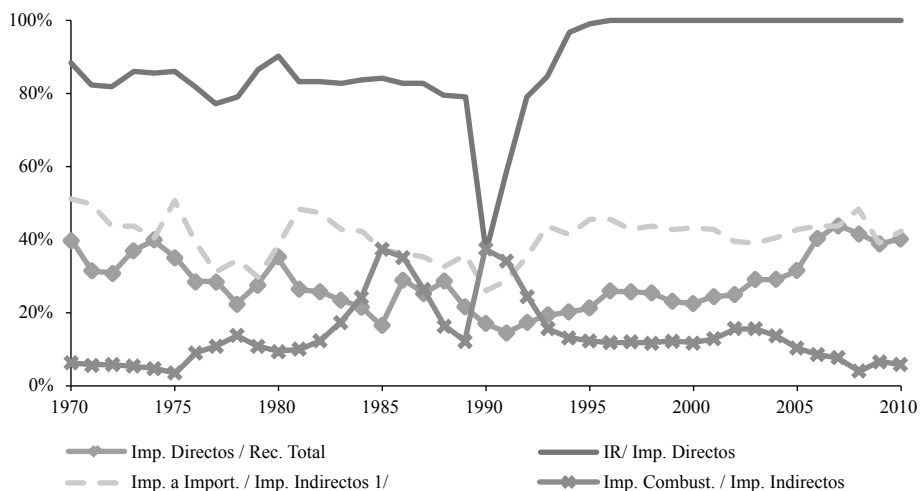 100%
80%
60%
40%
20%
0%
1970 1975 1980 1985 1990 1995 2000 2005 2010
Imp. Directos / Rec. Total IR/ Imp. Directos
Imp. a Import. / Imp. Indirectos 1/ Imp. Combust. / Imp. Indirectos